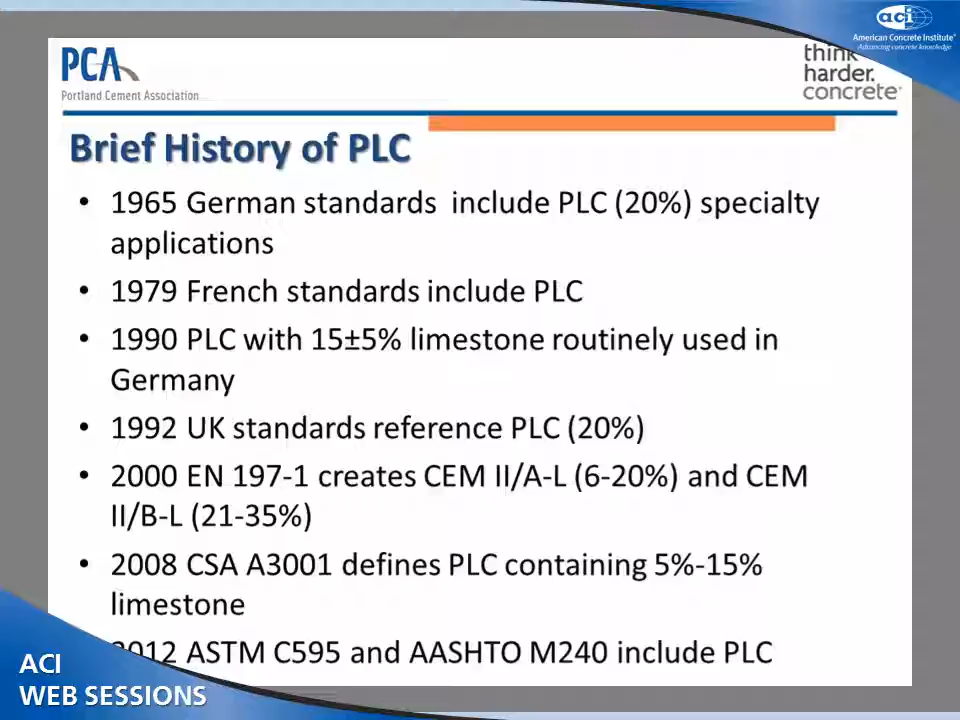 aci
American Concrete Institute®
Advancing concrete knowledge
PCA
Portland Cement Association
think
harder.
concrete®
Brief History of PLC
• 1965 German standards include PLC (20%) specialty
applications
• 1979 French standards include PLC
• 1990 PLC with 15±5% limestone routinely used in
Germany
• 1992 UK standards reference PLC (20%)
• 2000 EN 197-1 creates CEM II/A-L (6-20%) and CEM
II/B-L (21-35%)
• 2008 CSA A3001 defines PLC containing 5%-15%
limestone
2012 ASTM C595 and AASHTO M240 include PLC
ACI
WEB SESSIONS